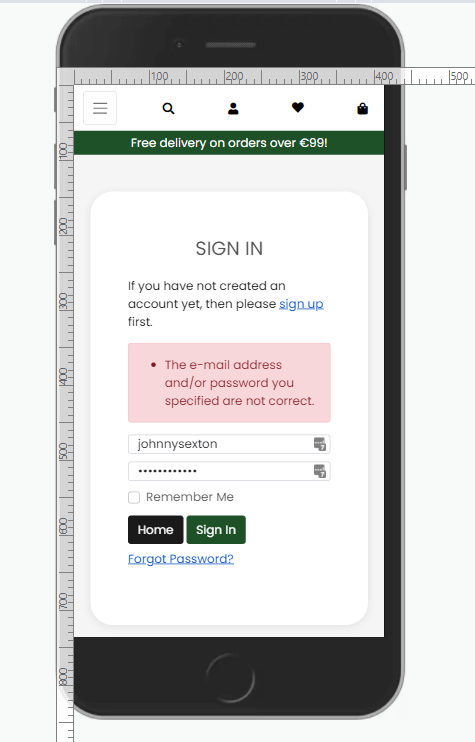 100 200 300 400 500
Free delivery on orders over €99!
100
200
300
400
500
600
700
800
SIGN IN
If you have not created an
account yet, then please sign up
first.
The e-mail address
and/or password you
specified are not correct.
johnnysexton
••••••••••••
Remember Me
Home Sign In
Forgot Password?